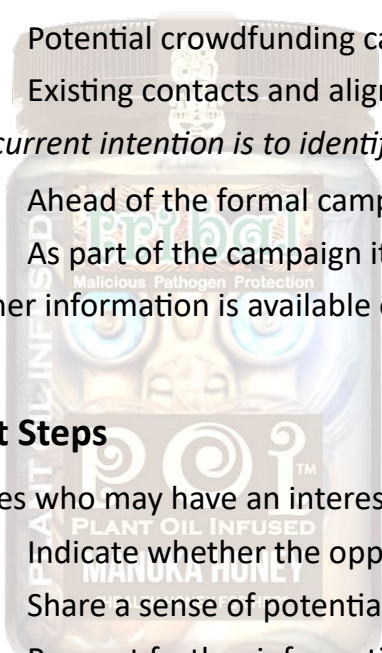 Potential crowdfunding ca
Existing contacts and align
current intention is to identif
Ahead of the formal camp
As part of the campaign it
ner information is available
t Steps
es who may have an interes
Indicate whether the opp
Share a sense of potentia
tribal
Malicious Pathogen Protection
PLANT OIL INFUSED
POI
TM
PLANT OIL INFUSED
MANUKA HONEY